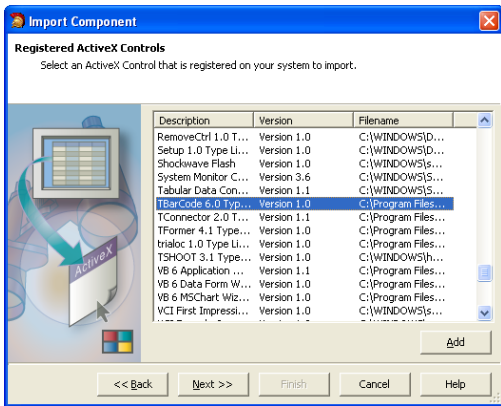 Import Component
Registered ActiveX Controls
Select an ActiveX Control that is registered on your system to import.
Description Version Filename
RemoveCtrl 1.0 T... Version 1.0 C:\WINDOWS\D...
Setup 1.0 Type Li... Version 1.0 C:\WINDOWS\D...
Shockwave Flash Version 1.0 C:\WINDOWS\s...
System Monitor C... Version 3.6 C:\WINDOWS\S...
Tabular Data Con... Version 1.1 C:\WINDOWS\S...
TBarCode 6.0 Typ... Version 1.0 C:\Program Files...
TConnector 2.0 T... Version 1.1 C:\Program Files...
TFormer 4.1 Type... Version 1.0 C:\Program Files...
trialoc 1.0 Type Li... Version 1.0 C:\Program Files...
TSHOOT 3.1 Type... Version 1.0 C:\WINDOWS\h...
VB 6 Application ... Version 1.1 C:\Program Files...
VB 6 Data Form W... Version 1.0 C:\Program Files...
VB 6 MSChart Wiz... Version 1.0 C:\Program Files...
VCI First Impressi... Version 1.0 C:\WINDOWS\s...
ActiveX
Add
<< Back Next >> Finish Cancel Help